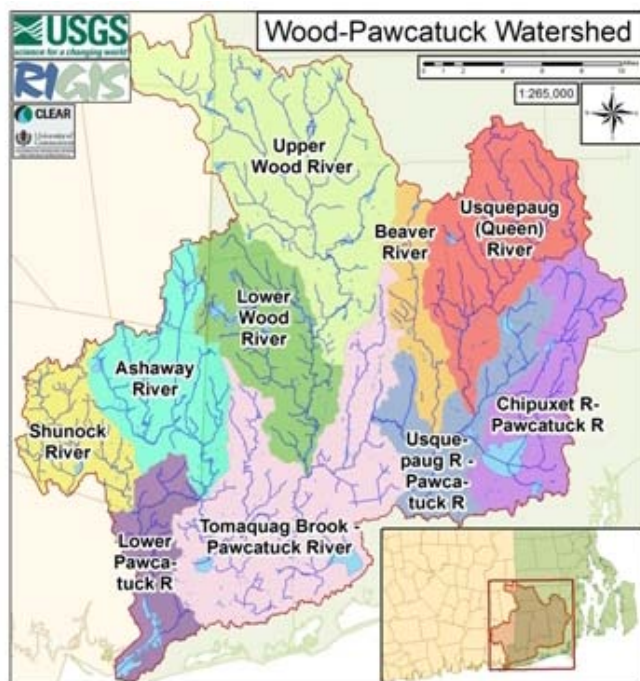 USGS
science for a changing world
RIGIS
CLEAR
Wood-Pawcatuck Watershed
1:265,000
Upper
Wood River
Beaver
River
Usquepaug
(Queen)
River
Lower
Wood
River
Ashaway
River
Chipuxet R-
Pawcatuck R
Shunock
River
Usque-
paug R -
Pawca-
tuck R
Tomaquag Brook -
Pawcatuck River
Lower
Pawca-
tuck R